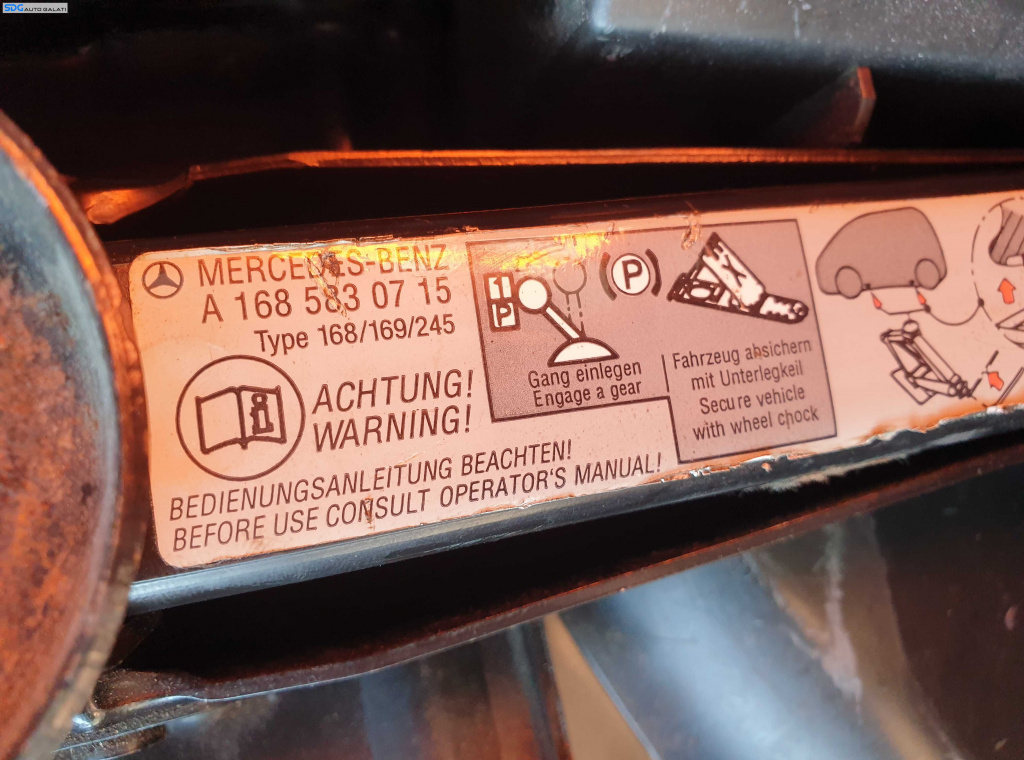 SDG AUTO GALATI
MERCEDES-BENZ
A 168 583 07 15
Type 168/169/245
ACHTUNG!
WARNING!
BEDIENUNGSANLEITUNG BEACHTEN!
BEFORE USE CONSULT OPERATOR'S MANUAL!
1
P
(P)
Gang einlegen
Engage a gear
Fahrzeug absichern
mit Unterlegkeil
Secure vehicle
with wheel chock